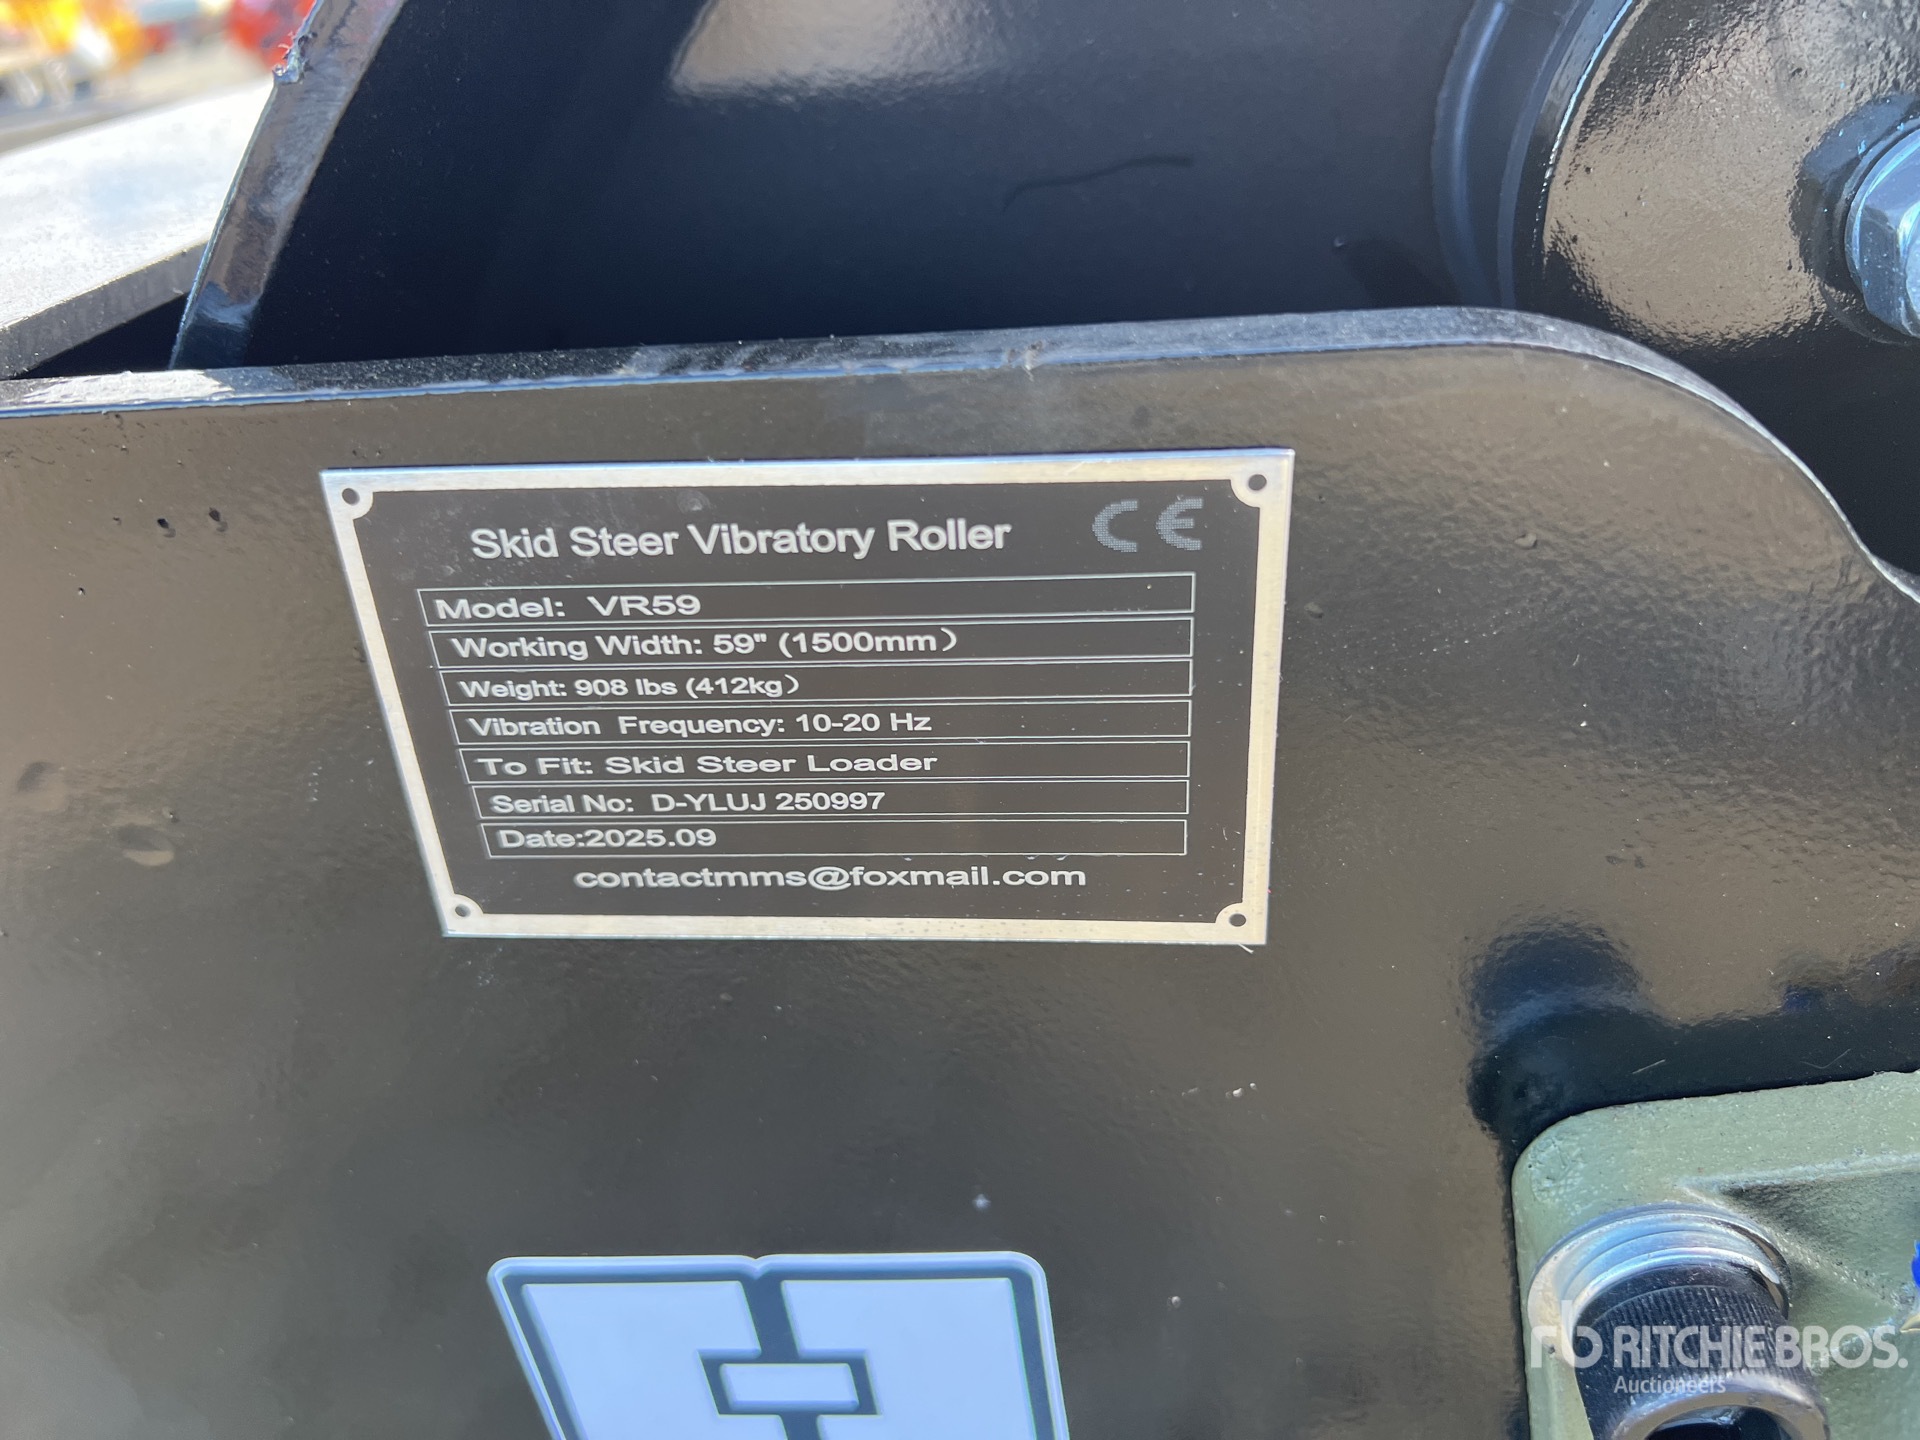 Skid Steer Vibratory Roller CE
Model: VR59
Working Width: 59" (1500mm)
Weight: 908 lbs (412kg)
Vibration Frequency: 10-20 Hz
To Fit: Skid Steer Loader
Serial No: D-YLUJ 250997
Date:2025.09
contactmms@foxmail.com
rb RITCHIE BROS.
Auctioneers